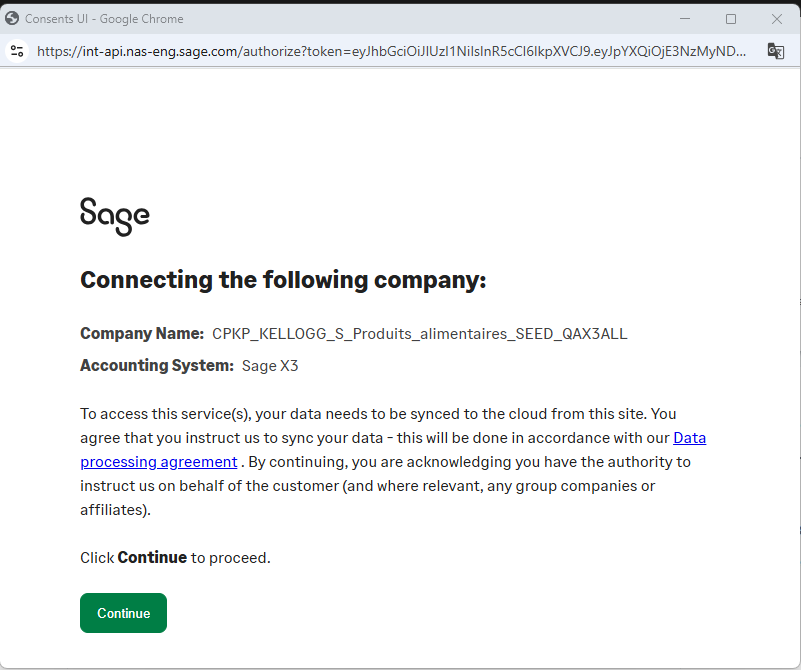 Consents UI - Google Chrome
https://int-api.nas-eng.sage.com/authorize?token=eyJhbGciOiJIUzI1NiIsInR5cCI6IkpXVCJ9.eyJpYXQiOjE3NzMyND...
Sage
Connecting the following company:
Company Name: CPKP_KELLOGG_S_Produits_alimentaires_SEED_QAX3ALL
Accounting System: Sage X3
To access this service(s), your data needs to be synced to the cloud from this site. You
agree that you instruct us to sync your data - this will be done in accordance with our Data
processing agreement . By continuing, you are acknowledging you have the authority to
instruct us on behalf of the customer (and where relevant, any group companies or
affiliates).
Click Continue to proceed.
Continue